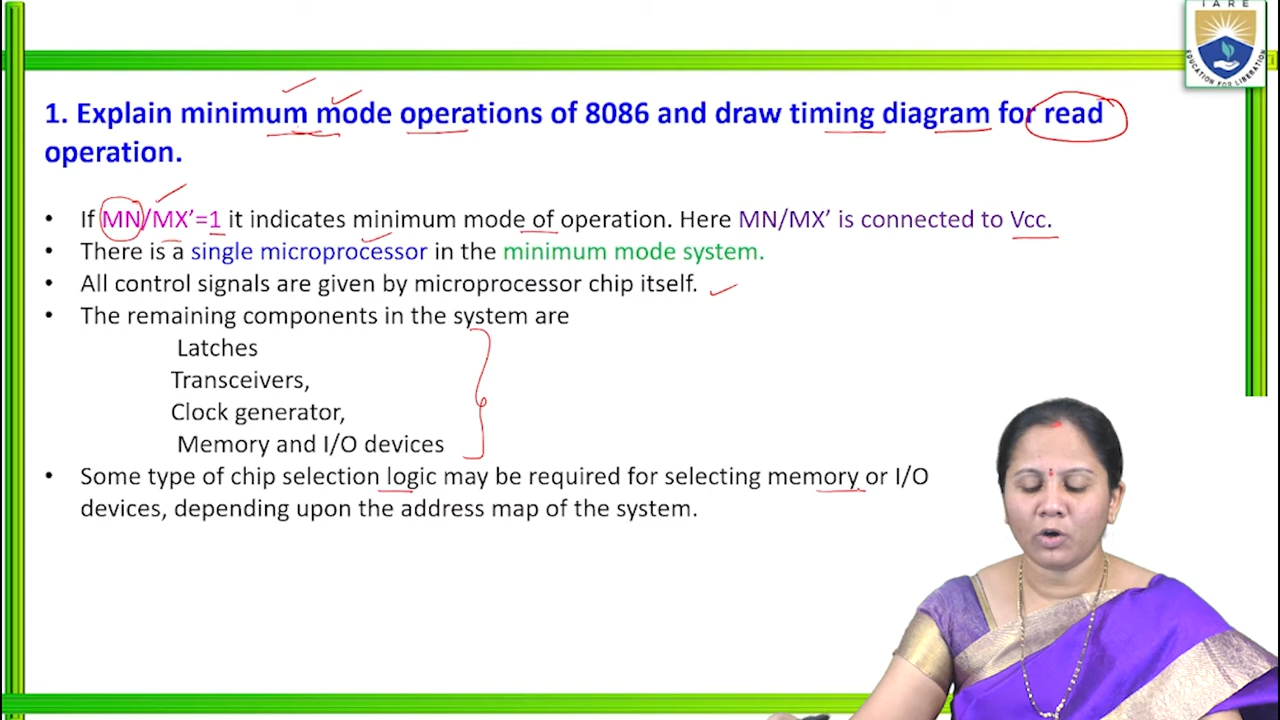 IARE
EDUCATION FOR LIBERATION
1. Explain minimum mode operations of 8086 and draw timing diagram for read
operation.
• If MN/MX’=1 it indicates minimum mode of operation. Here MN/MX’ is connected to Vcc.
• There is a single microprocessor in the minimum mode system.
• All control signals are given by microprocessor chip itself.
• The remaining components in the system are
Latches
Transceivers,
Clock generator,
Memory and I/O devices
• Some type of chip selection logic may be required for selecting memory or I/O
devices, depending upon the address map of the system.